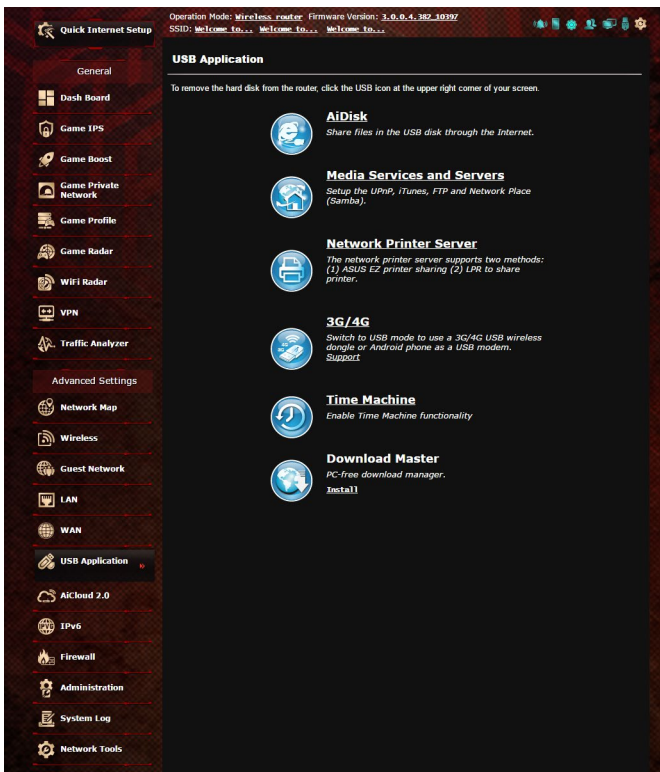 Quick Internet Setup
Operation Mode: Wireless router Firmware Version: 3.0.0.4.382_10397
SSID: Welcome to... Welcome to... Welcome to...
General
Dash Board
Game IPS
Game Boost
Game Private
Network
Game Profile
Game Radar
WiFi Radar
VPN
Traffic Analyzer
Advanced Settings
Network Map
Wireless
Guest Network
LAN
WAN
USB Application
AiCloud 2.0
IPv6
Firewall
Administration
System Log
Network Tools
USB Application
To remove the hard disk from the router, click the USB icon at the upper right corner of your screen.
AiDisk
Share files in the USB disk through the Internet.
Media Services and Servers
Setup the UPnP, iTunes, FTP and Network Place
(Samba).
Network Printer Server
The network printer server supports two methods:
(1) ASUS EZ printer sharing (2) LPR to share
printer.
3G/4G
Switch to USB mode to use a 3G/4G USB wireless
dongle or Android phone as a USB modem.
Support
Time Machine
Enable Time Machine functionality
Download Master
PC-free download manager.
Install